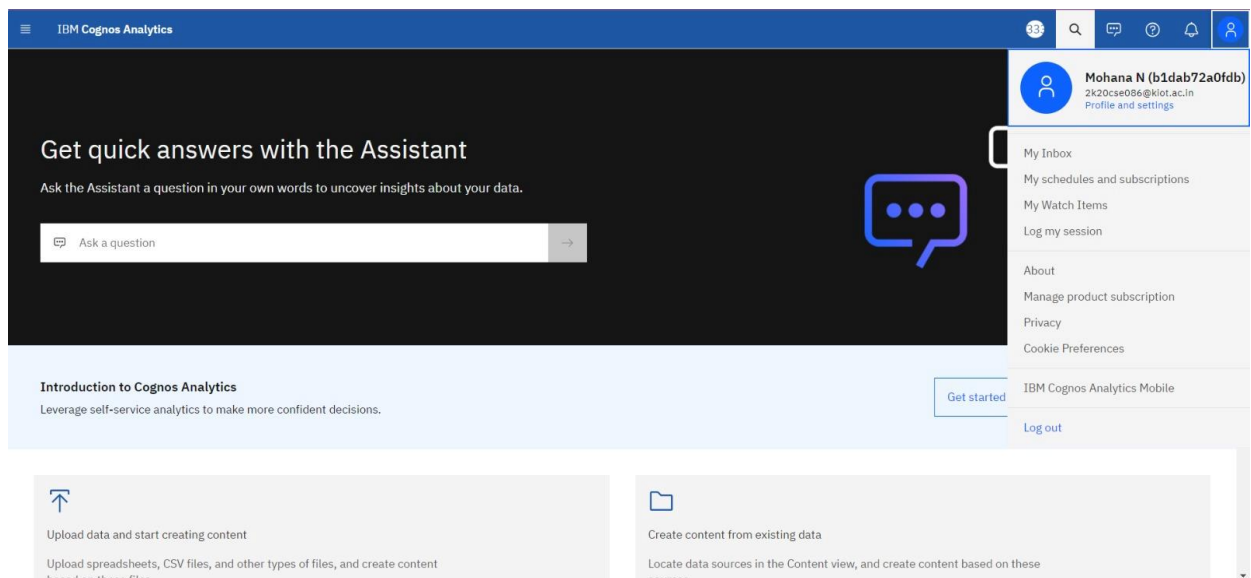 IBM Cognos Analytics
Mohana N (b1dab72a0fdb)
2k20cse086@kiot.ac.in
Profile and settings
Get quick answers with the Assistant
Ask the Assistant a question in your own words to uncover insights about your data.
Ask a question
My Inbox
My schedules and subscriptions
My Watch Items
Log my session
About
Manage product subscription
Privacy
Cookie Preferences
IBM Cognos Analytics Mobile
Log out
Introduction to Cognos Analytics
Leverage self-service analytics to make more confident decisions.
Get started
Upload data and start creating content
Upload spreadsheets, CSV files, and other types of files, and create content
Create content from existing data
Locate data sources in the Content view, and create content based on these